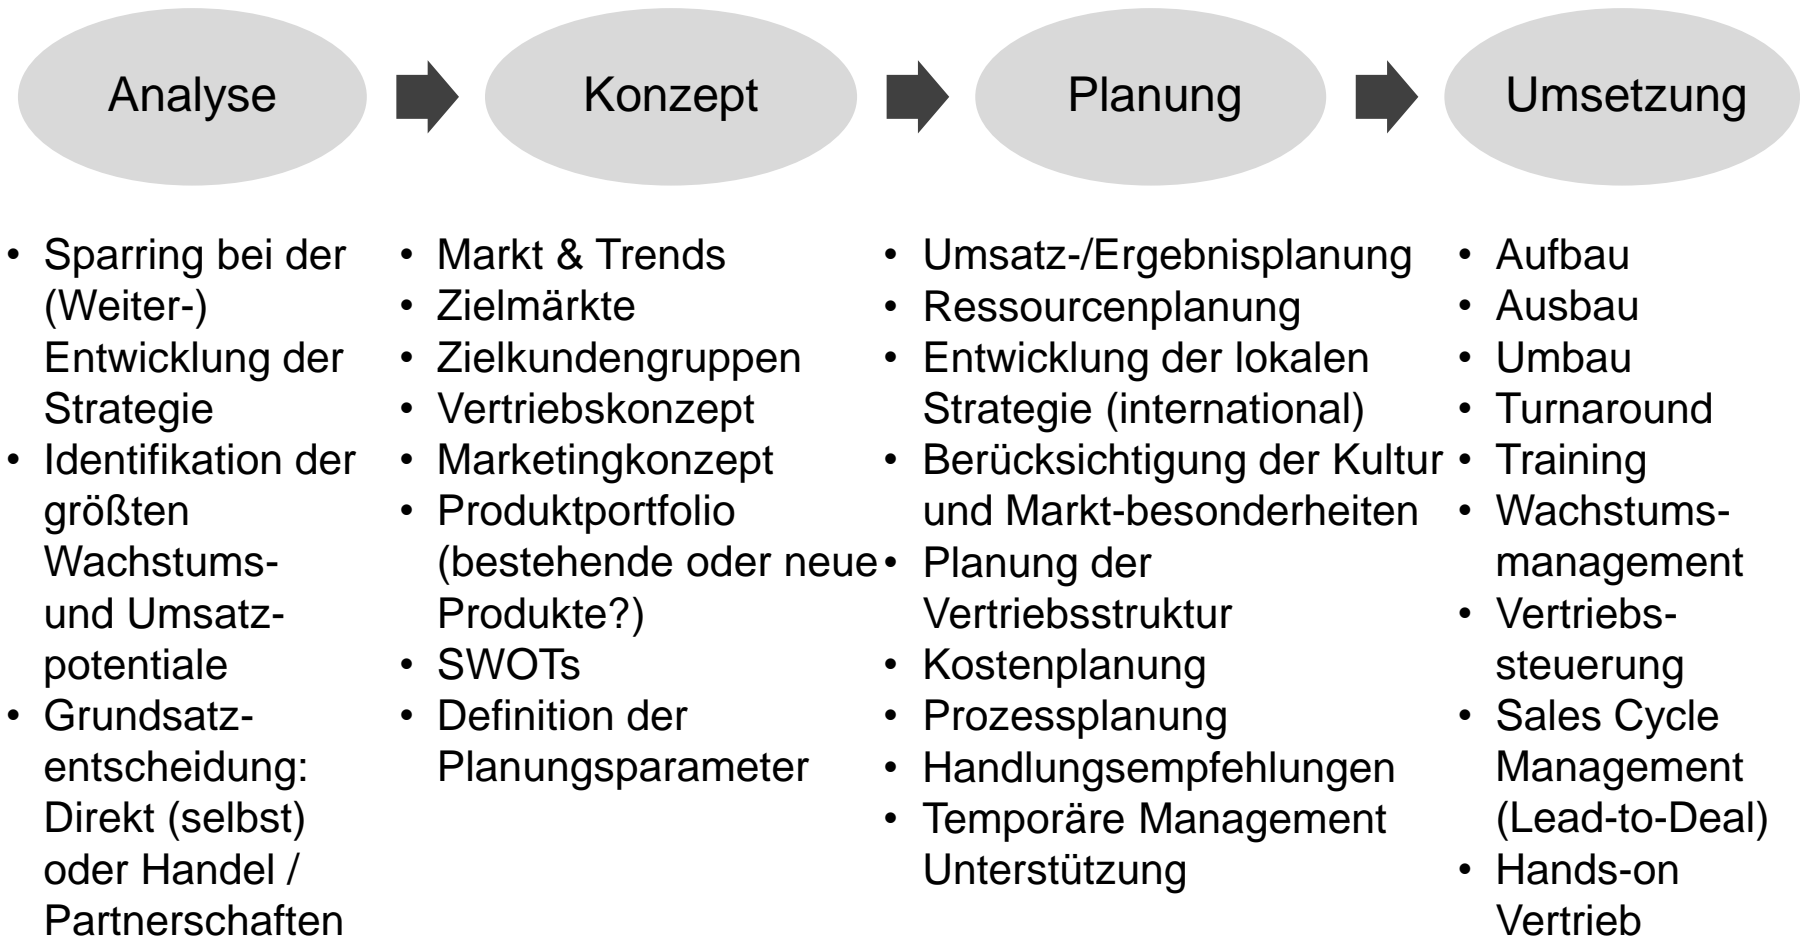 Analyse
Konzept
Planung
Umsetzung
• Sparring bei der
(Weiter-)
Entwicklung der
Strategie
• Identifikation der
größten
Wachstums-
und Umsatz-
potentiale
• Grundsatz-
entscheidung:
Direkt (selbst)
oder Handel /
Partnerschaften
• Markt & Trends
• Zielmärkte
• Zielkundengruppen
• Vertriebskonzept
• Marketingkonzept
• Produktportfolio
(bestehende oder neue
Produkte?)
• SWOTs
• Definition der
Planungsparameter
• Umsatz-/Ergebnisplanung
• Ressourcenplanung
• Entwicklung der lokalen
Strategie (international)
• Berücksichtigung der Kultur
und Markt-besonderheiten
• Planung der
Vertriebsstruktur
• Kostenplanung
• Prozessplanung
• Handlungsempfehlungen
• Temporäre Management
Unterstützung
• Aufbau
• Ausbau
• Umbau
• Turnaround
• Training
• Wachstums-
management
• Vertriebs-
steuerung
• Sales Cycle
Management
(Lead-to-Deal)
• Hands-on
Vertrieb